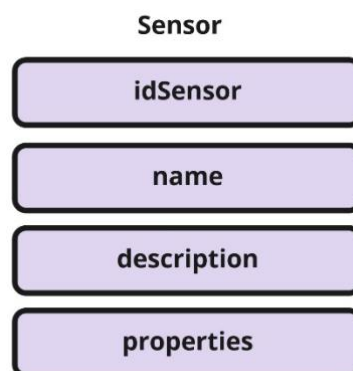 Sensor
idSensor
name
description
properties